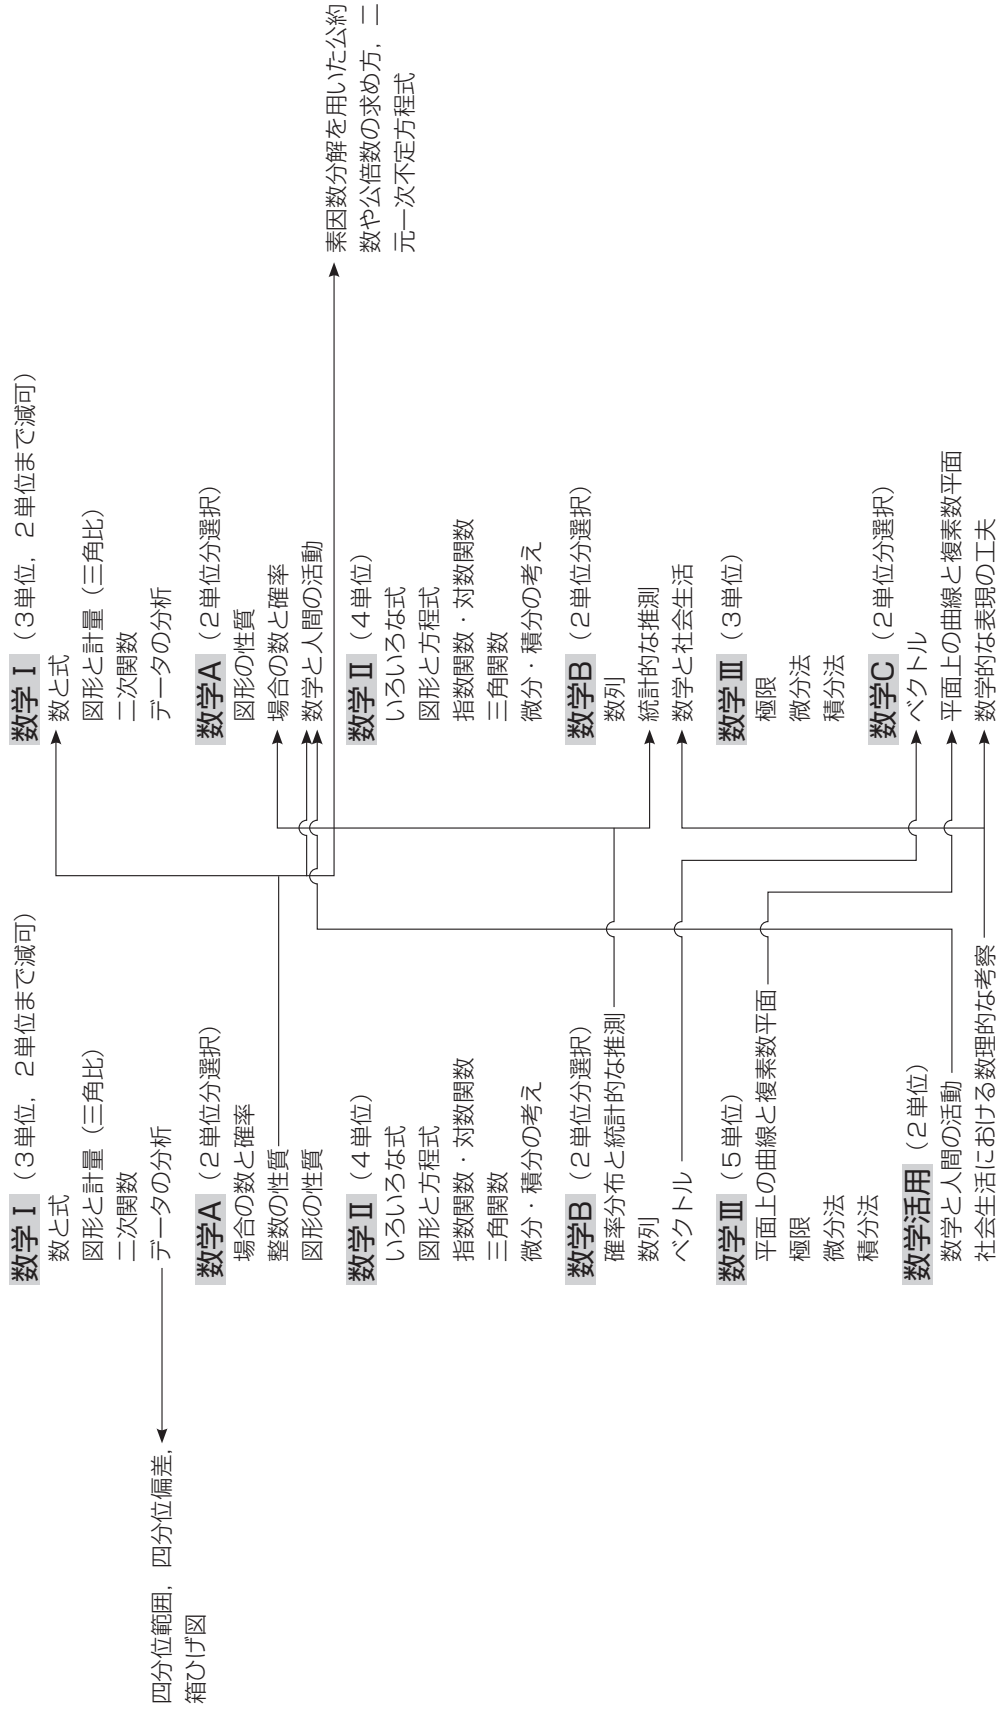 四分位範囲，四分位偏差，
箱ひげ図
数学Ⅰ（3単位，2単位まで減可）
数と式
図形と計量（三角比）
二次関数
データの分析
数学A（2単位分選択）
場合の数と確率
整数の性質
図形の性質
数学Ⅱ（4単位）
いろいろな式
図形と方程式
指数関数・対数関数
三角関数
微分・積分の考え
数学B（2単位分選択）
確率分布と統計的な推測
数列
ベクトル
数学Ⅲ（5単位）
平面上の曲線と複素数平面
極限
微分法
積分法
数学活用（2単位）
数学と人間の活動
社会生活における数理的な考察
数学Ⅰ（3単位，2単位まで減可）
数と式
図形と計量（三角比）
二次関数
データの分析
数学A（2単位分選択）
図形の性質
場合の数と確率
数学と人間の活動
数学Ⅱ（4単位）
いろいろな式
図形と方程式
指数関数・対数関数
三角関数
微分・積分の考え
数学B（2単位分選択）
数列
統計的な推測
数学と社会生活
数学Ⅲ（3単位）
極限
微分法
積分法
数学C（2単位分選択）
ベクトル
平面上の曲線と複素数平面
数学的な表現の工夫
素因数分解を用いた公約
数や公倍数の求め方，二
元一次不定方程式